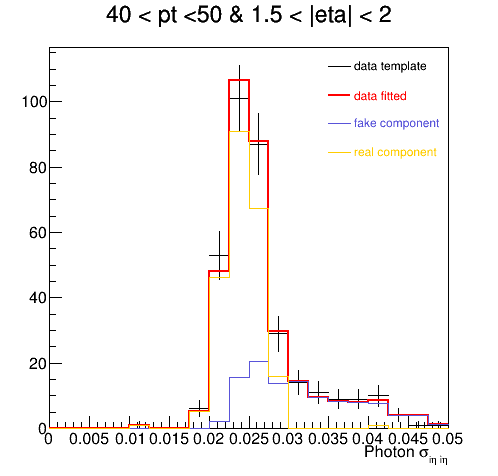 40 < pt <50 & 1.5 < |eta| < 2
data template
data fitted
fake component
real component
100
80
60
40
20
0
0 0.005 0.01 0.015 0.02 0.025 0.03 0.035 0.04 0.045 0.05
Photon σiη iη